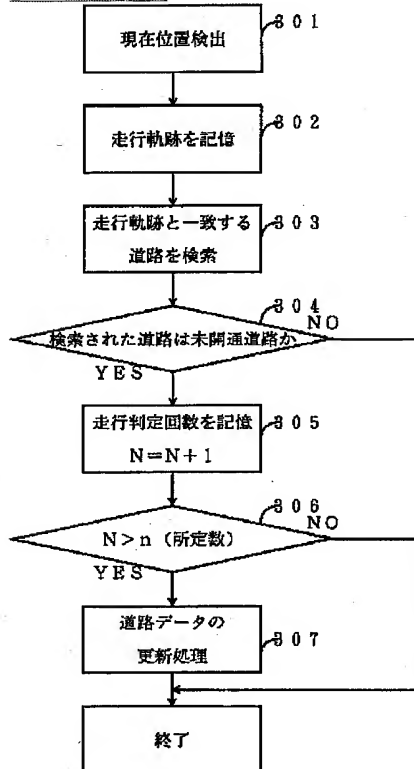 現在位置検出
301
走行軌跡を記憶
302
走行軌跡と一致する
道路を検索
303
304
検索された道路は未開通道路か
NO
YES
走行判定回数を記憶
N=N+1
305
306
N>n (所定数)
NO
YES
道路データの
更新処理
307
終了